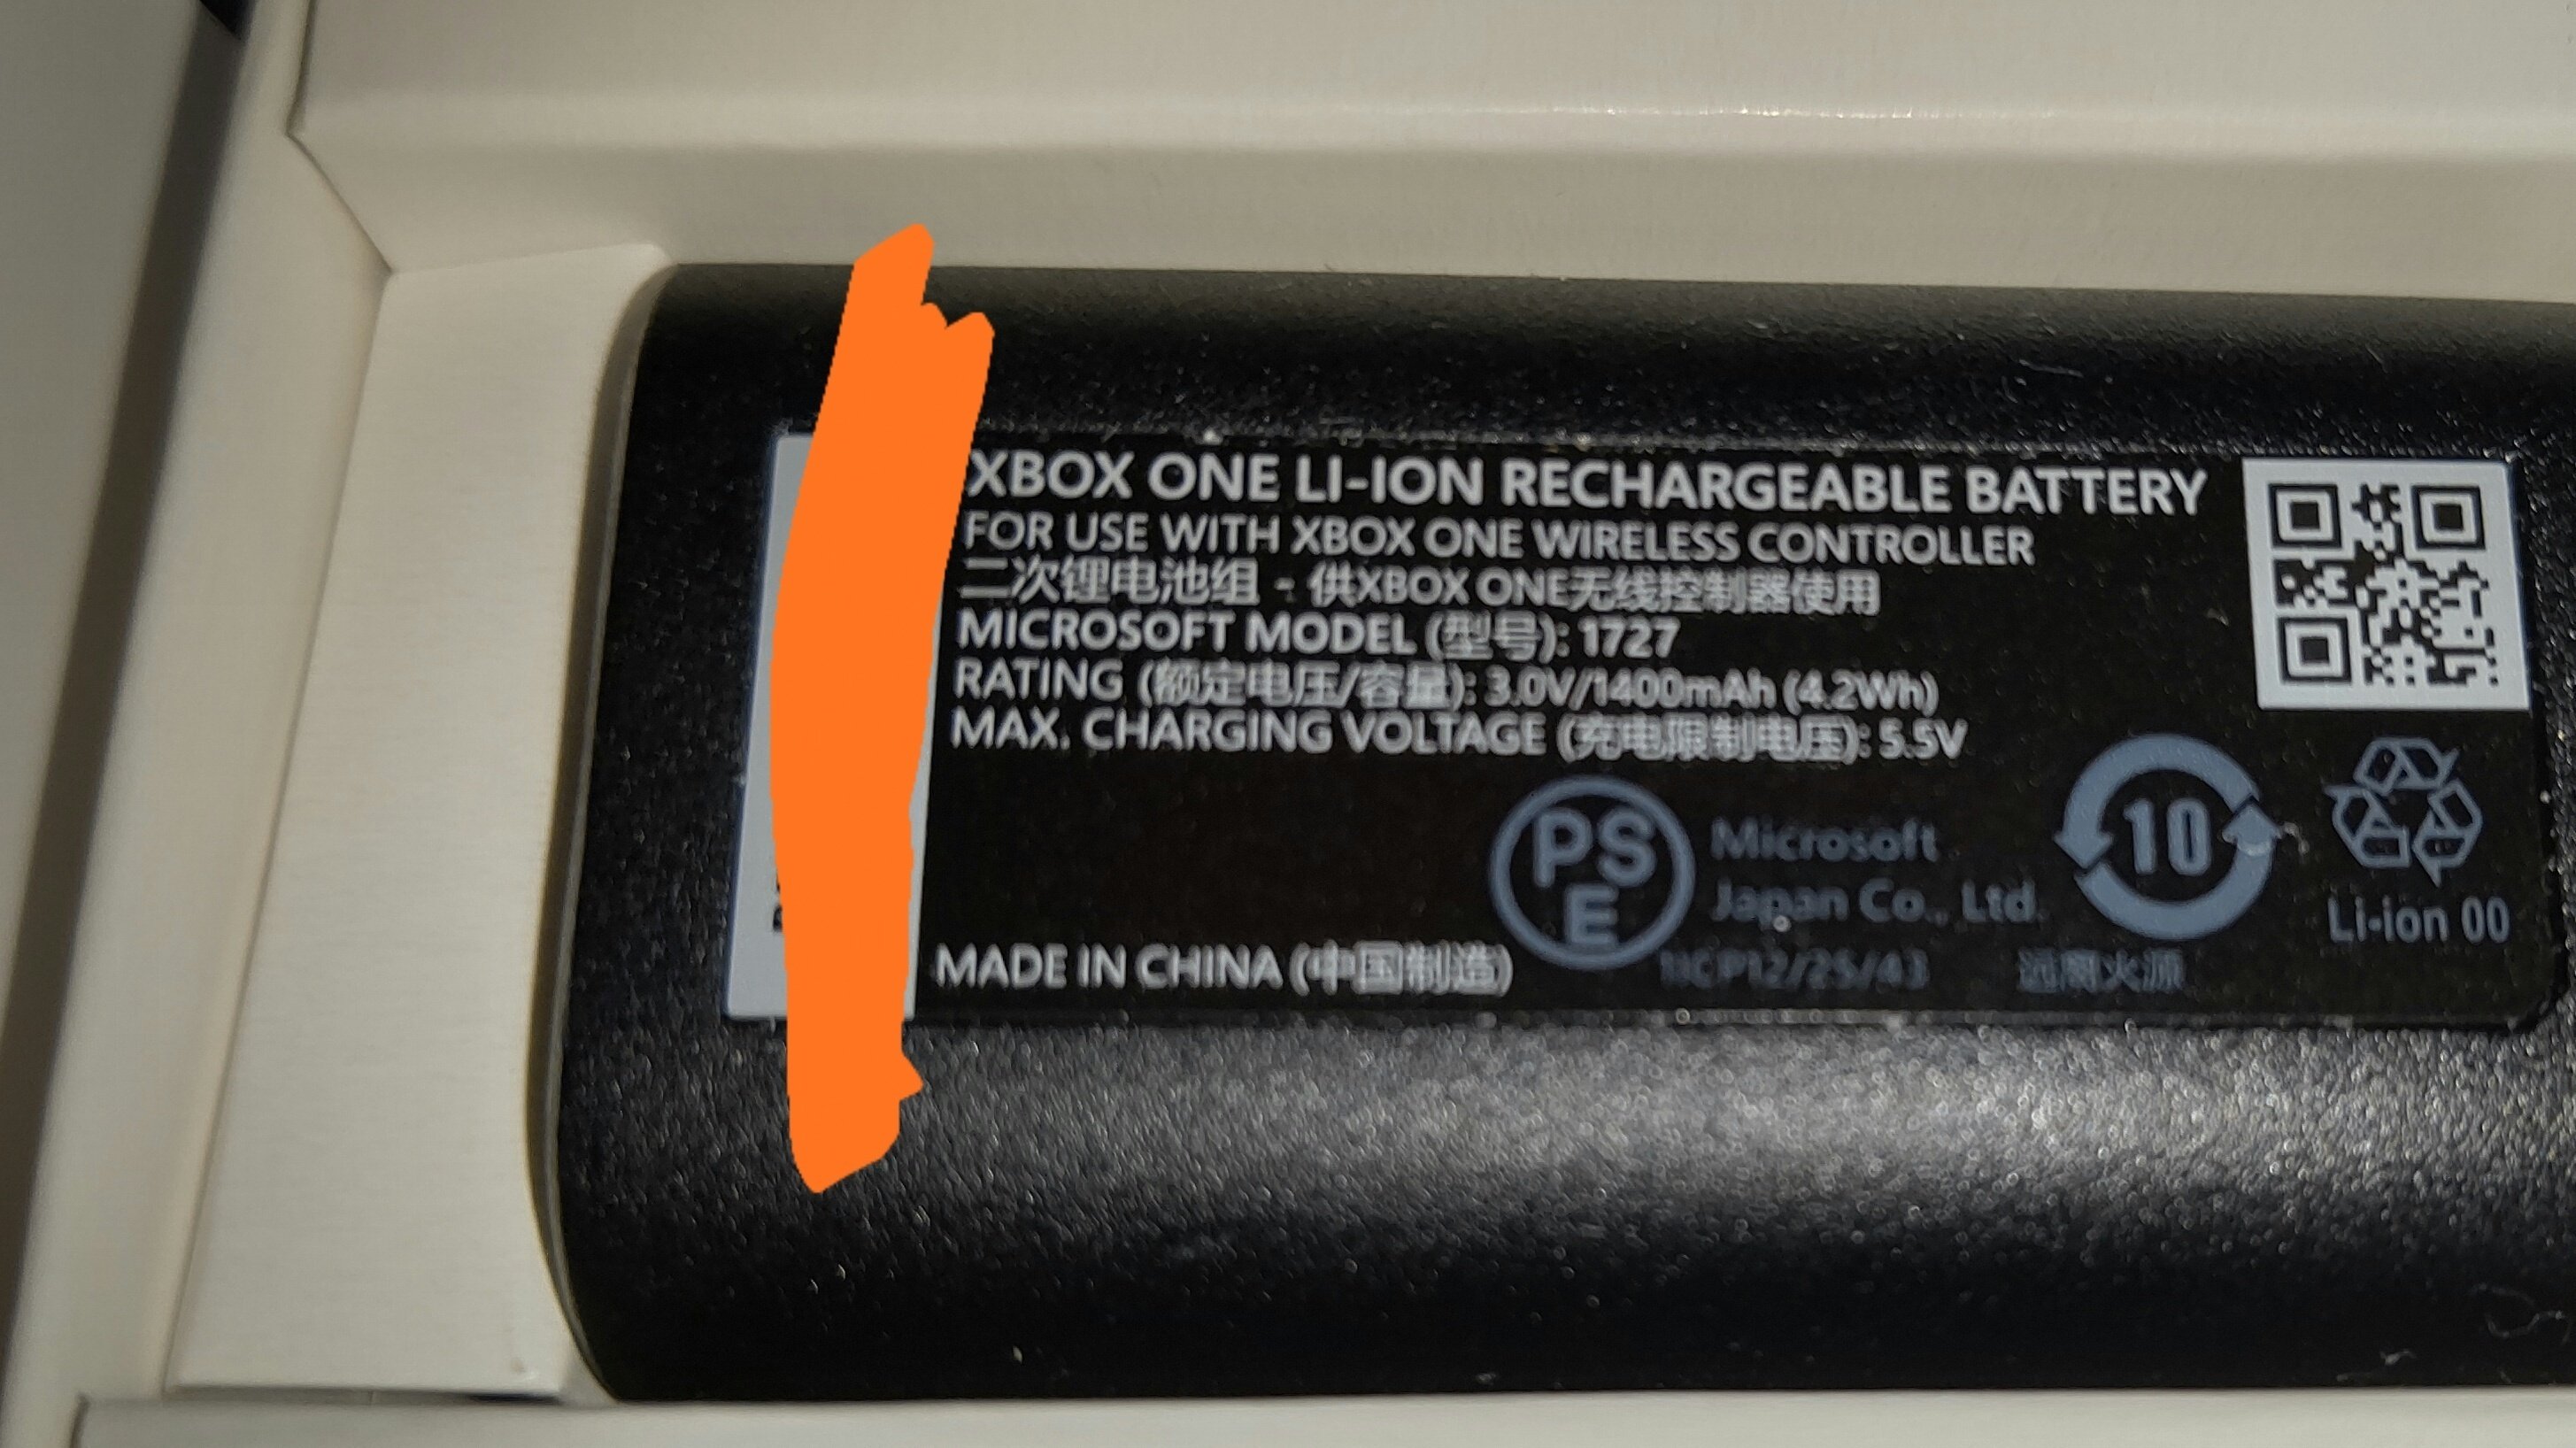 XBOX ONE LI-ION RECHARGEABLE BATTERY
FOR USE WITH XBOX ONE WIRELESS CONTROLLER
二次锂电池组 - 供XBOX ONE无线控制器使用
MICROSOFT MODEL (型号): 1727
RATING (额定电压/容量): 3.0V/1400mAh (4.2Wh)
MAX. CHARGING VOLTAGE (充电限制电压): 5.5V
PS
E
Microsoft
Japan Co., Ltd.
10
Li-ion 00
MADE IN CHINA (中国制造)
1ICP12/25/43
远离火源